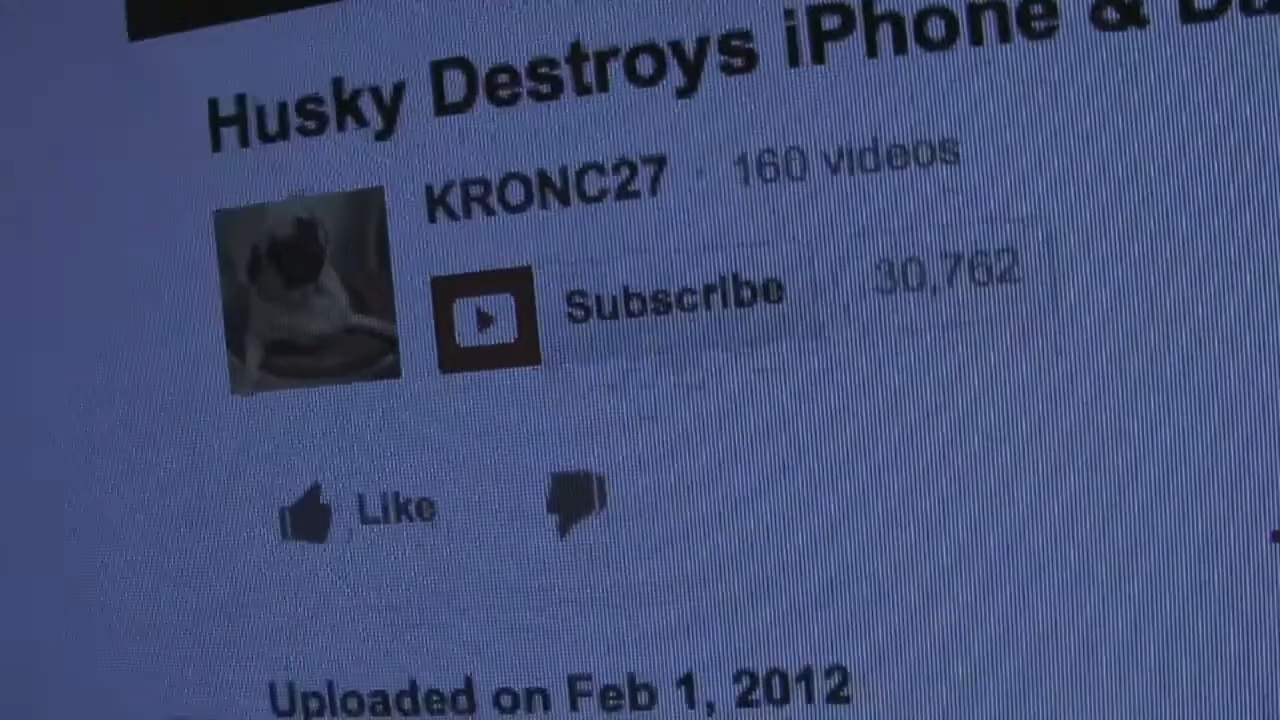 Husky Destroys iPhone &
KRONC27 · 160 videos
Subscribe 30,762
Like
Uploaded on Feb 1, 2012